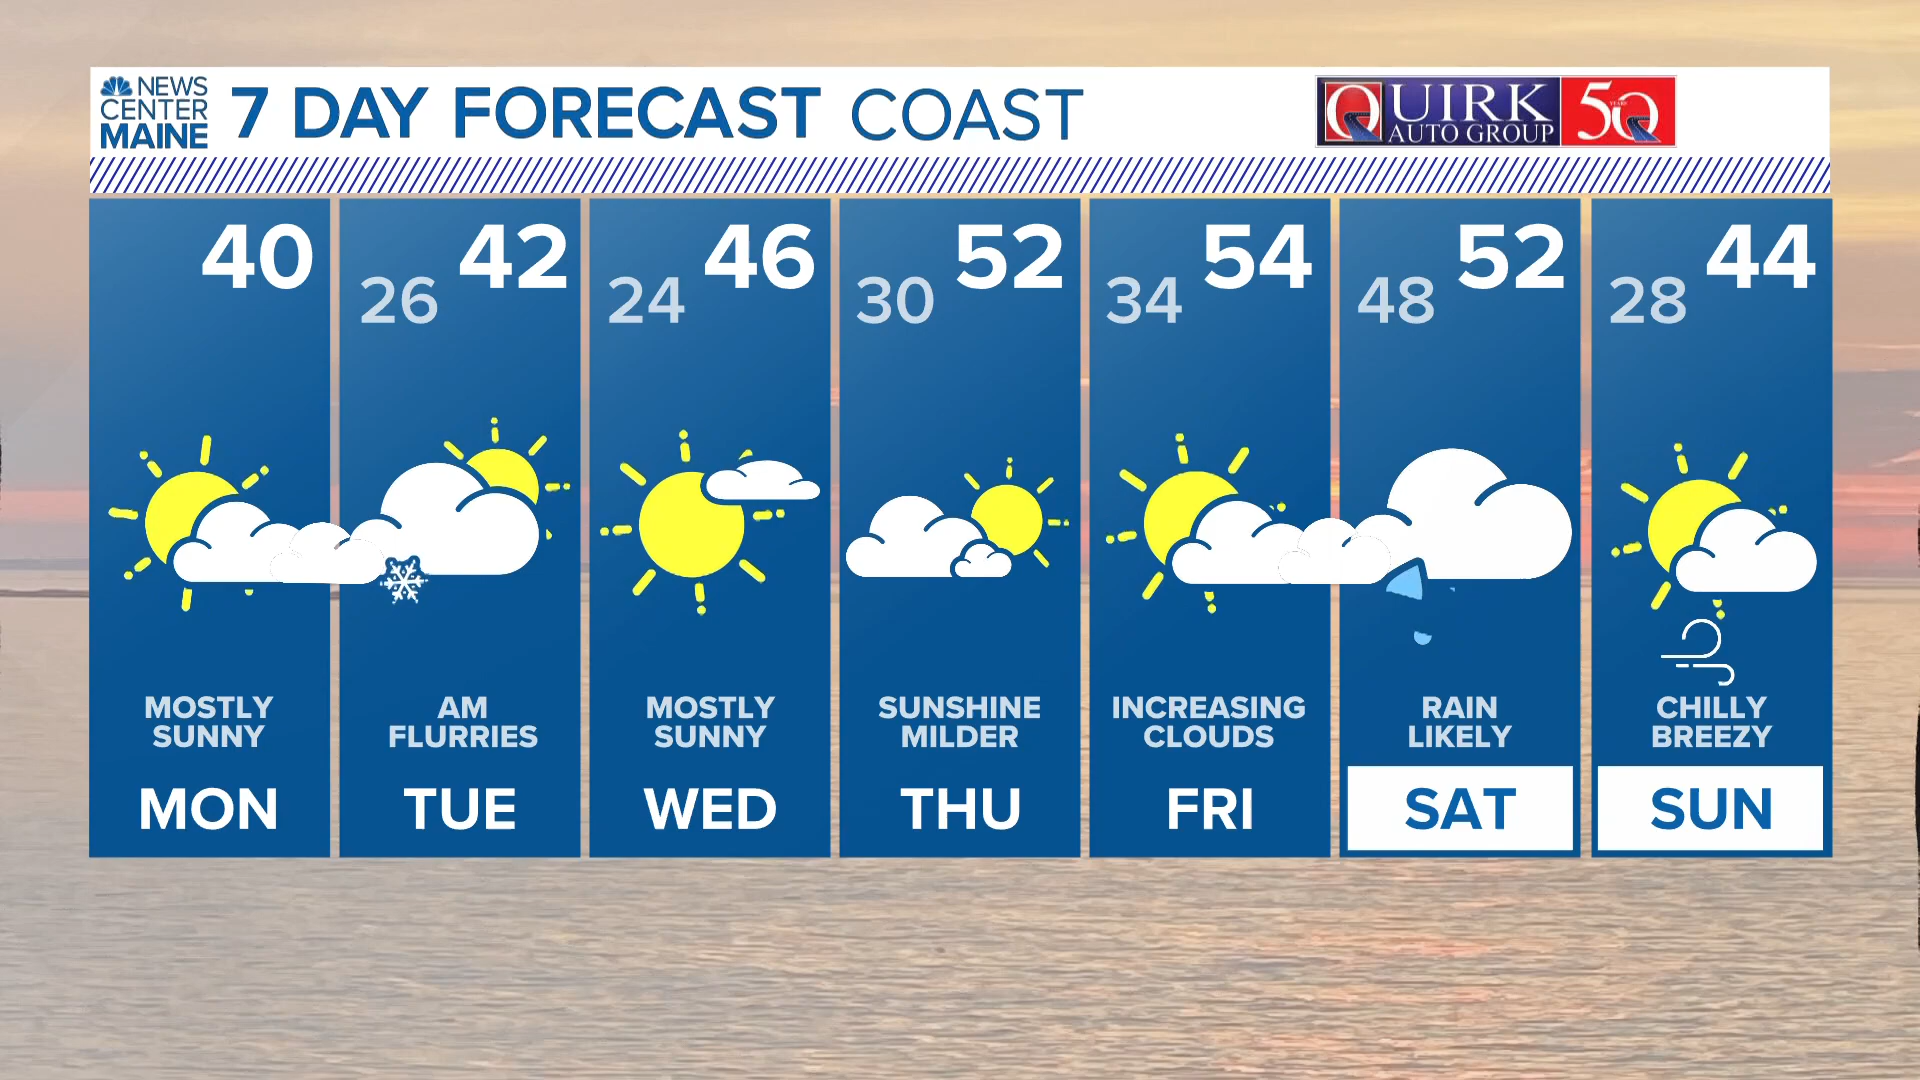 NEWS
CENTER
MAINE
7 DAY FORECAST COAST
QUIRK
AUTO GROUP
50
YEARS
40
MOSTLY
SUNNY
MON
26 42
AM
FLURRIES
TUE
24 46
MOSTLY
SUNNY
WED
30 52
SUNSHINE
MILDER
THU
34 54
INCREASING
CLOUDS
FRI
48 52
RAIN
LIKELY
SAT
28 44
CHILLY
BREEZY
SUN